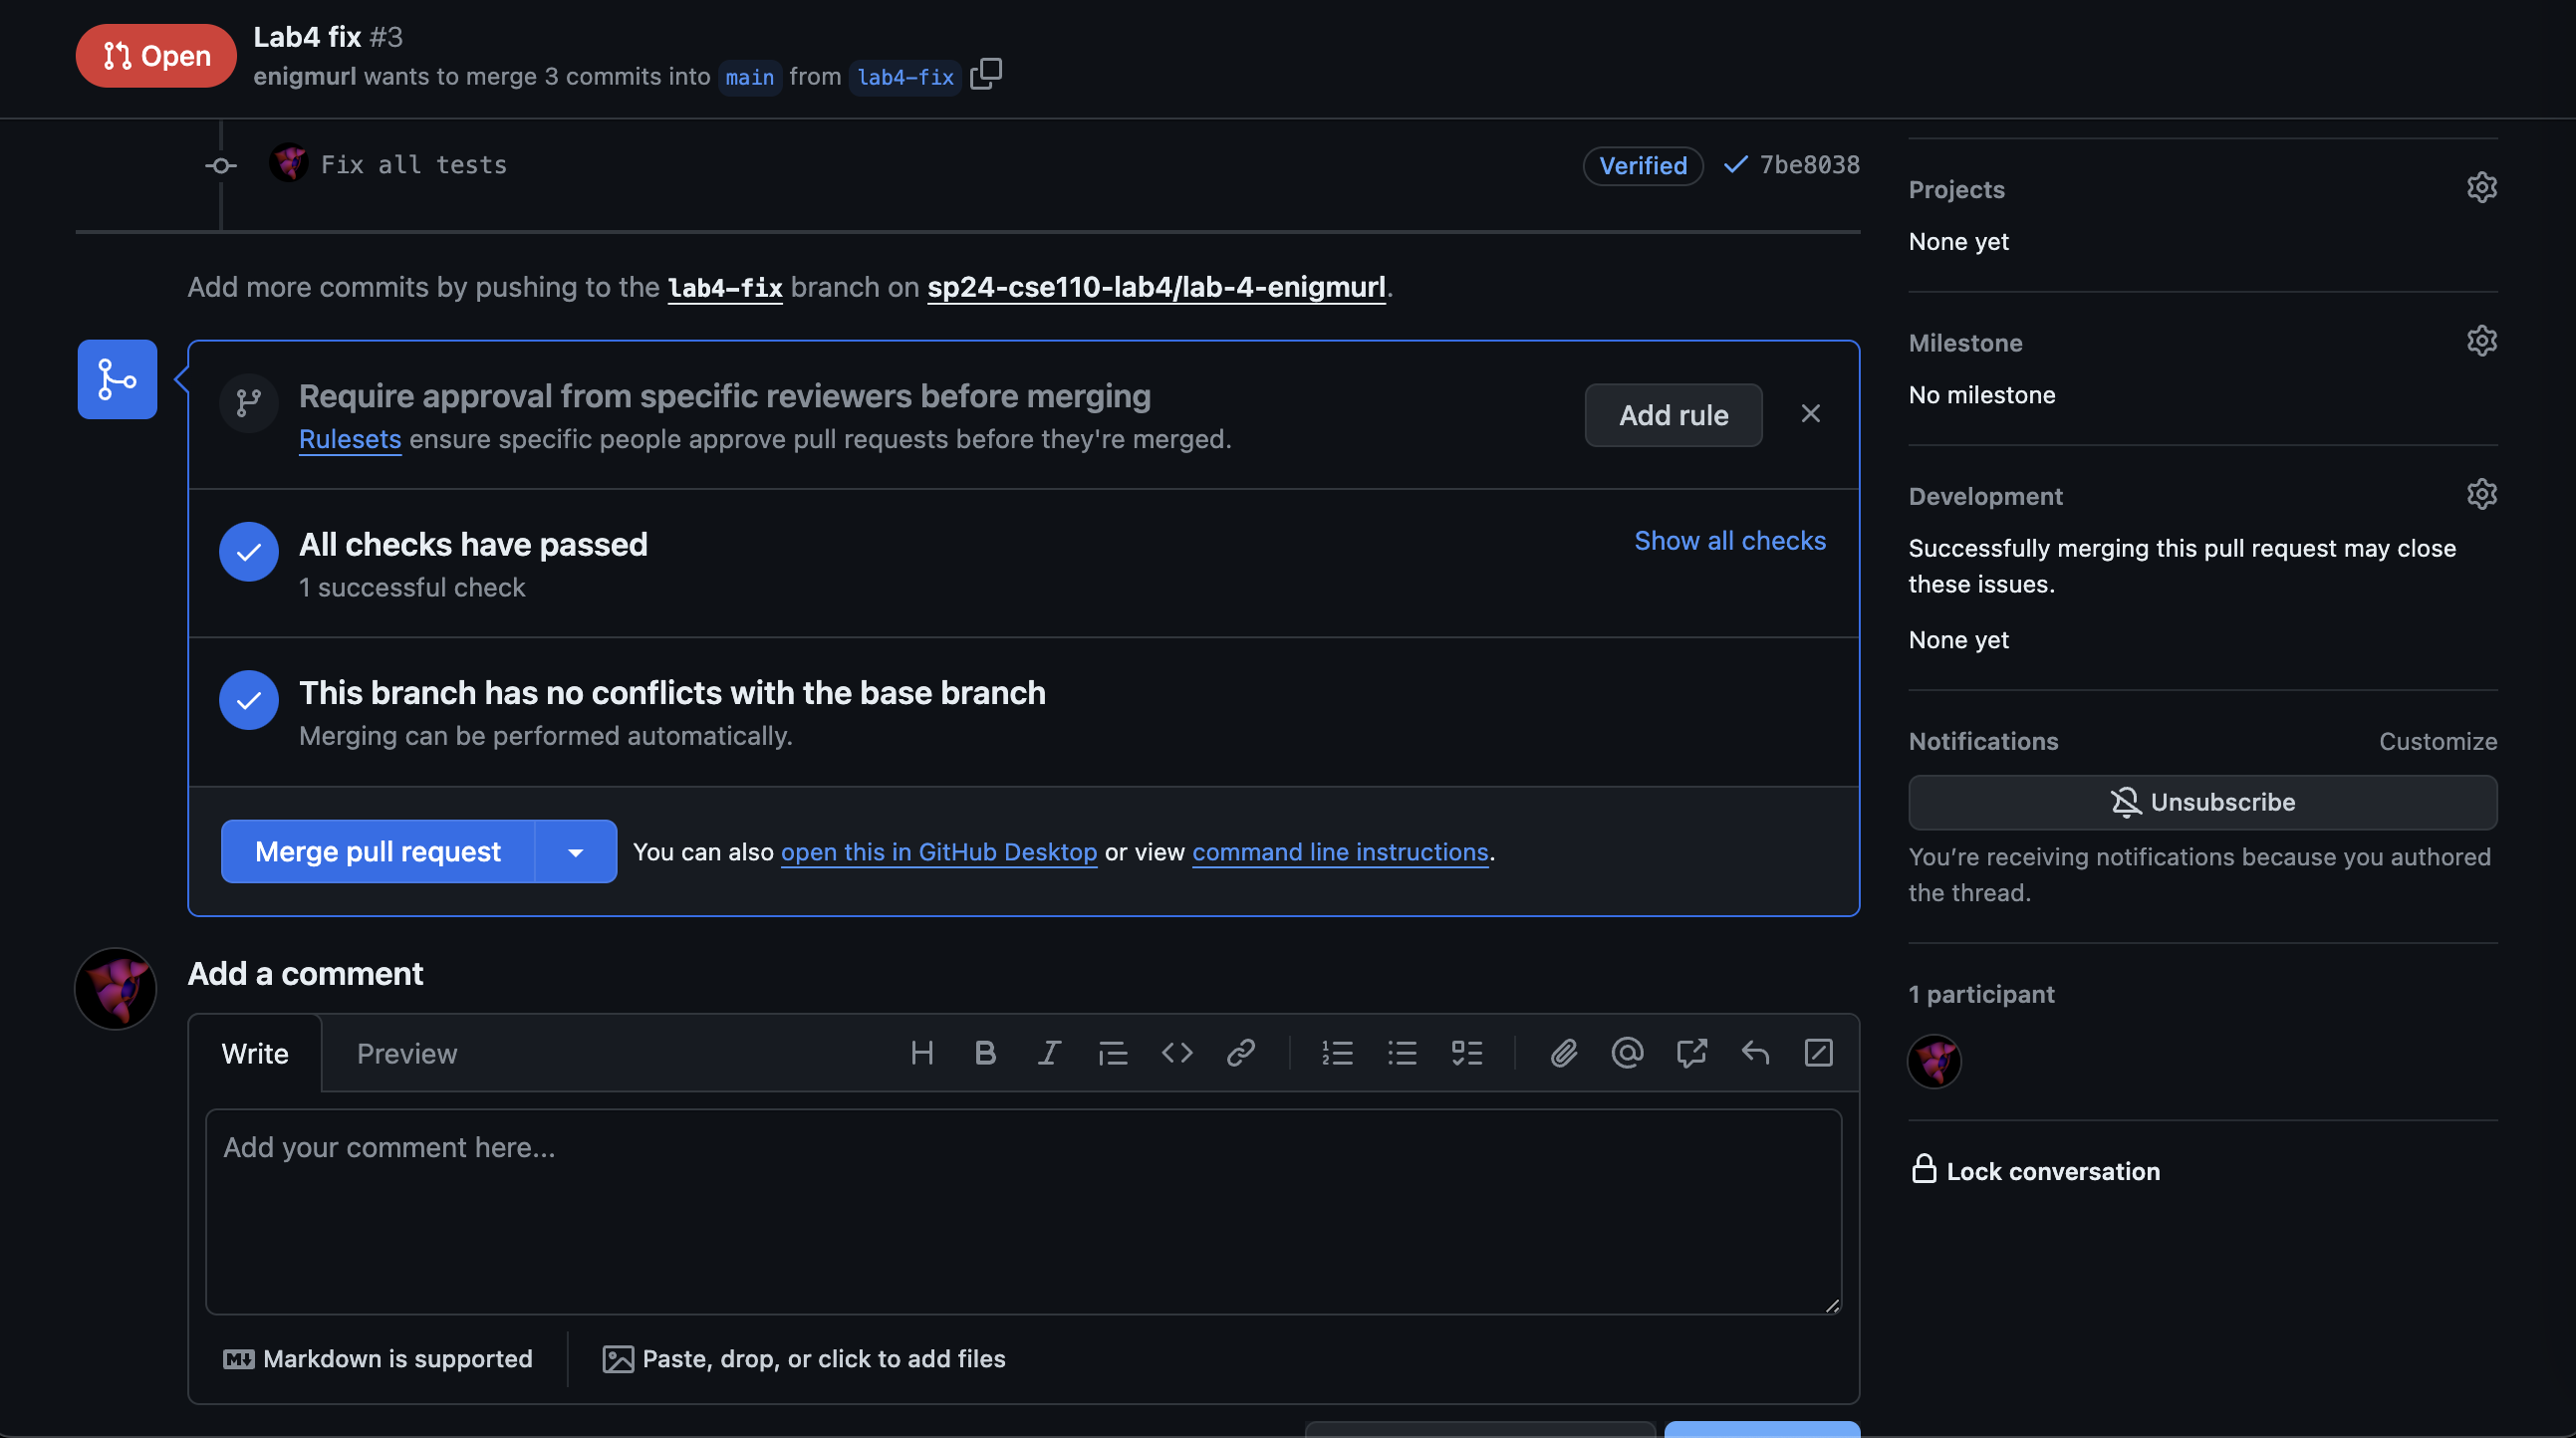 Open
Lab4 fix #3
enigmurl wants to merge 3 commits into main from lab4-fix
Fix all tests
Verified
7be8038
Add more commits by pushing to the lab4-fix branch on sp24-cse110-lab4/lab-4-enigmurl.
Require approval from specific reviewers before merging
Rulesets ensure specific people approve pull requests before they're merged.
Add rule
All checks have passed
1 successful check
Show all checks
This branch has no conflicts with the base branch
Merging can be performed automatically.
Merge pull request
You can also open this in GitHub Desktop or view command line instructions.
Add a comment
Write
Preview
Add your comment here...
Markdown is supported
Paste, drop, or click to add files
Projects
None yet
Milestone
No milestone
Development
Successfully merging this pull request may close
these issues.
None yet
Notifications
Customize
Unsubscribe
You’re receiving notifications because you authored
the thread.
1 participant
Lock conversation